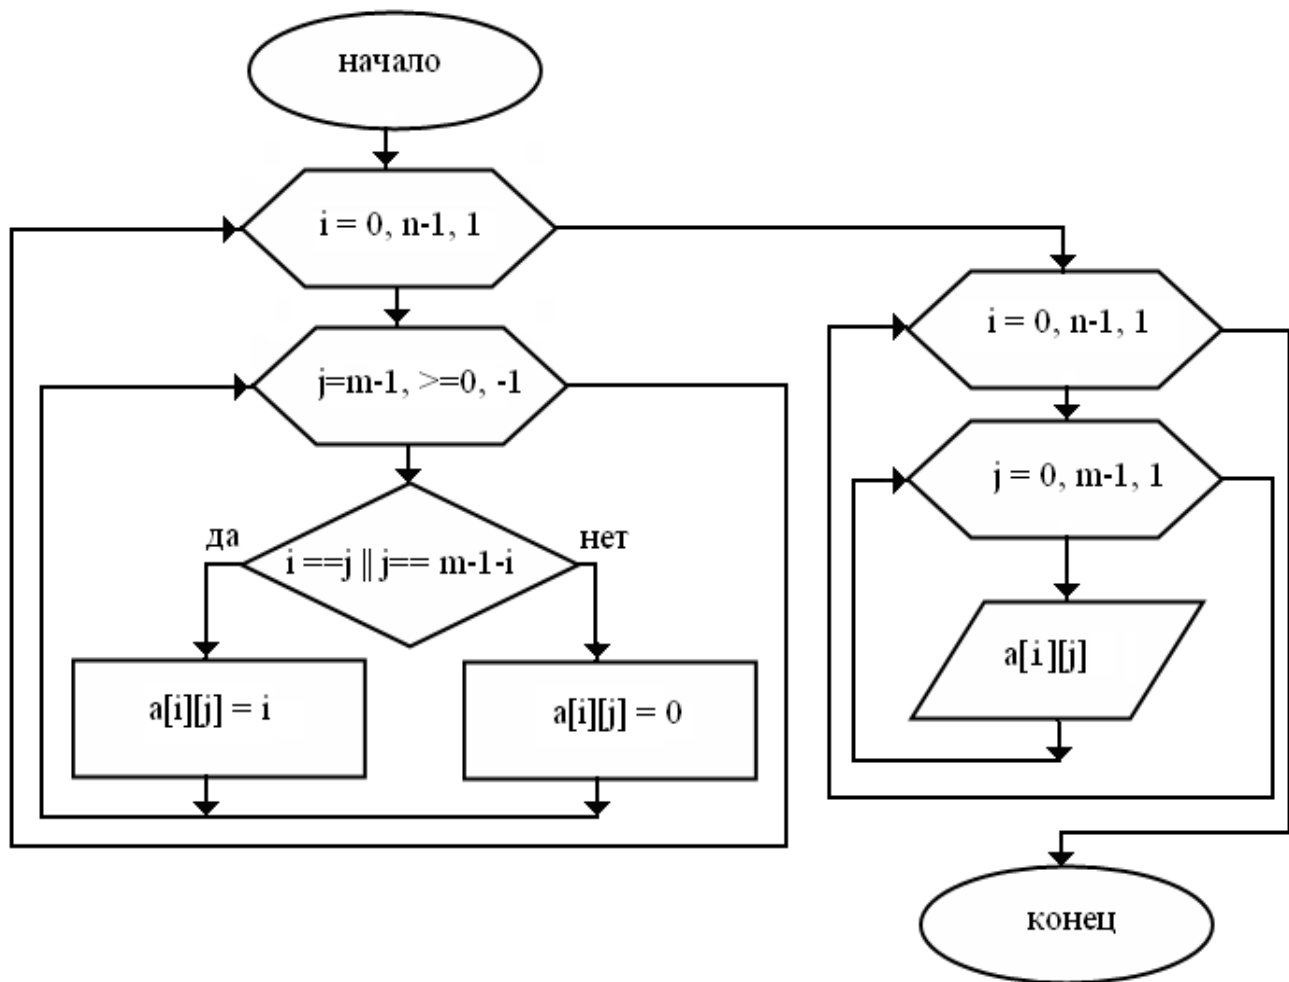 начало
i = 0, n-1, 1
j=m-1, >=0, -1
да
нет
i ==j || j== m-1-i
a[i][j] = i
a[i][j] = 0
i = 0, n-1, 1
j = 0, m-1, 1
a[i][j]
конец